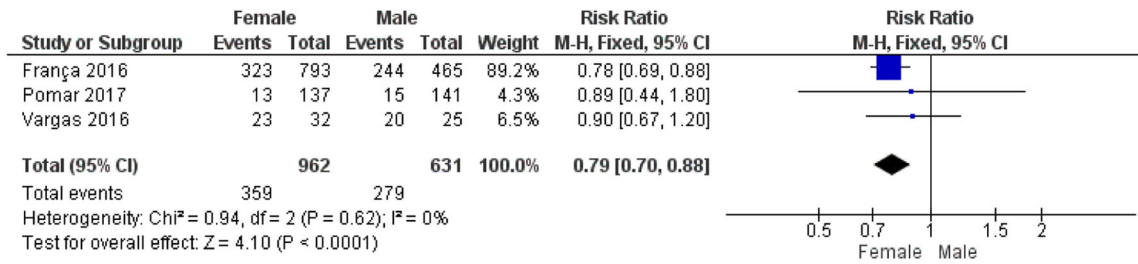 Female Male Risk Ratio Risk Ratio
Study or Subgroup Events Total Events Total Weight M-H, Fixed, 95% CI M-H, Fixed, 95% CI
França 2016 323 793 244 465 89.2% 0.78 [0.69, 0.88]
Pomar 2017 13 137 15 141 4.3% 0.89 [0.44, 1.80]
Vargas 2016 23 32 20 25 6.5% 0.90 [0.67, 1.20]
Total (95% CI) 962 631 100.0% 0.79 [0.70, 0.88]
Total events 359 279
Heterogeneity: Chi² = 0.94, df = 2 (P = 0.62); I² = 0%
Test for overall effect: Z = 4.10 (P < 0.0001)
0.5 0.7 1 1.5 2
Female Male